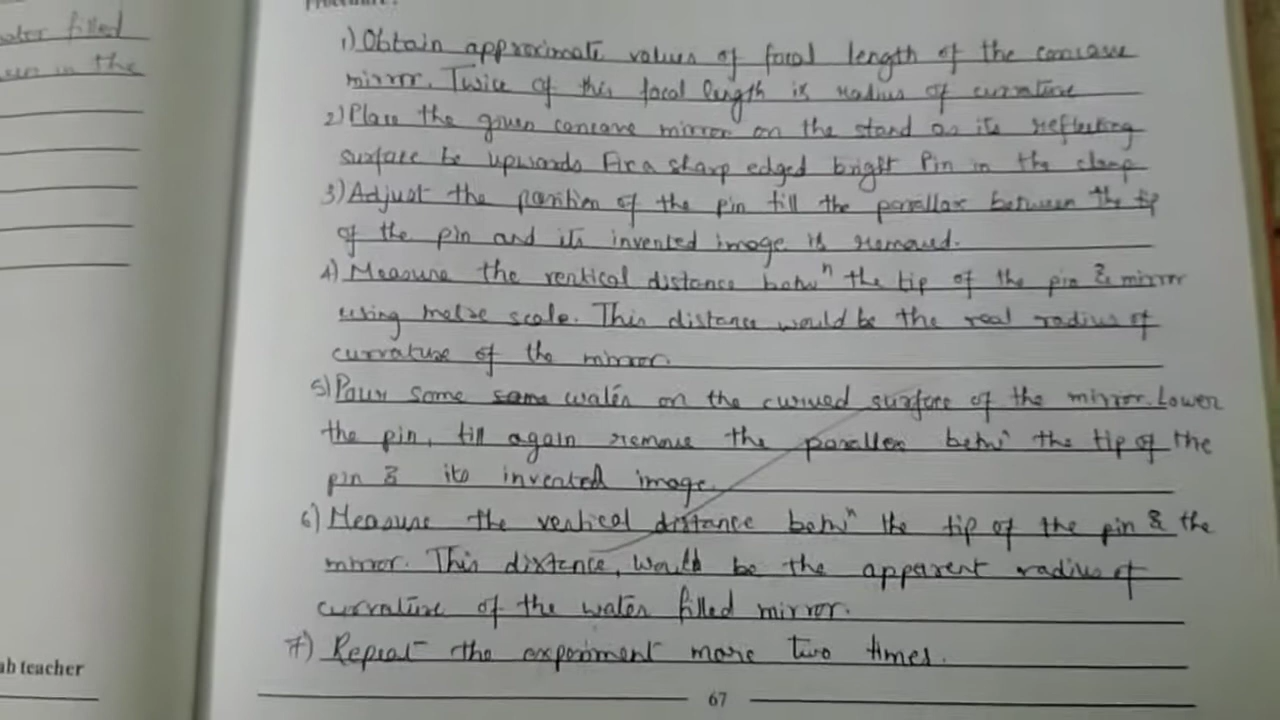 ater filled
in the
Procedure:
1) Obtain approximate values of focal length of the concave
mirror. Twice of this focal length is radius of curvature
2) Place the given concave mirror on the stand as its reflecting
surface be upwards Fix a sharp edged bright Pin in the clamp
3) Adjust the position of the pin till the parallax between the tip
of the pin and its invented image is removed.
4) Measure the vertical distance betwⁿ the tip of the pin & mirror
using metre scale. This distance would be the real radius of
curvature of the mirror.
5) Pour some some water on the curved surface of the mirror. Lower
the pin, till again remove the parallax betwⁿ the tip of the
pin & its invented image.
6) Measure the vertical distance betwⁿ the tip of the pin & the
mirror. This distance, would be the apparent radius of
curvature of the water filled mirror.
7) Repeat the experiment more two times.
ab teacher
67